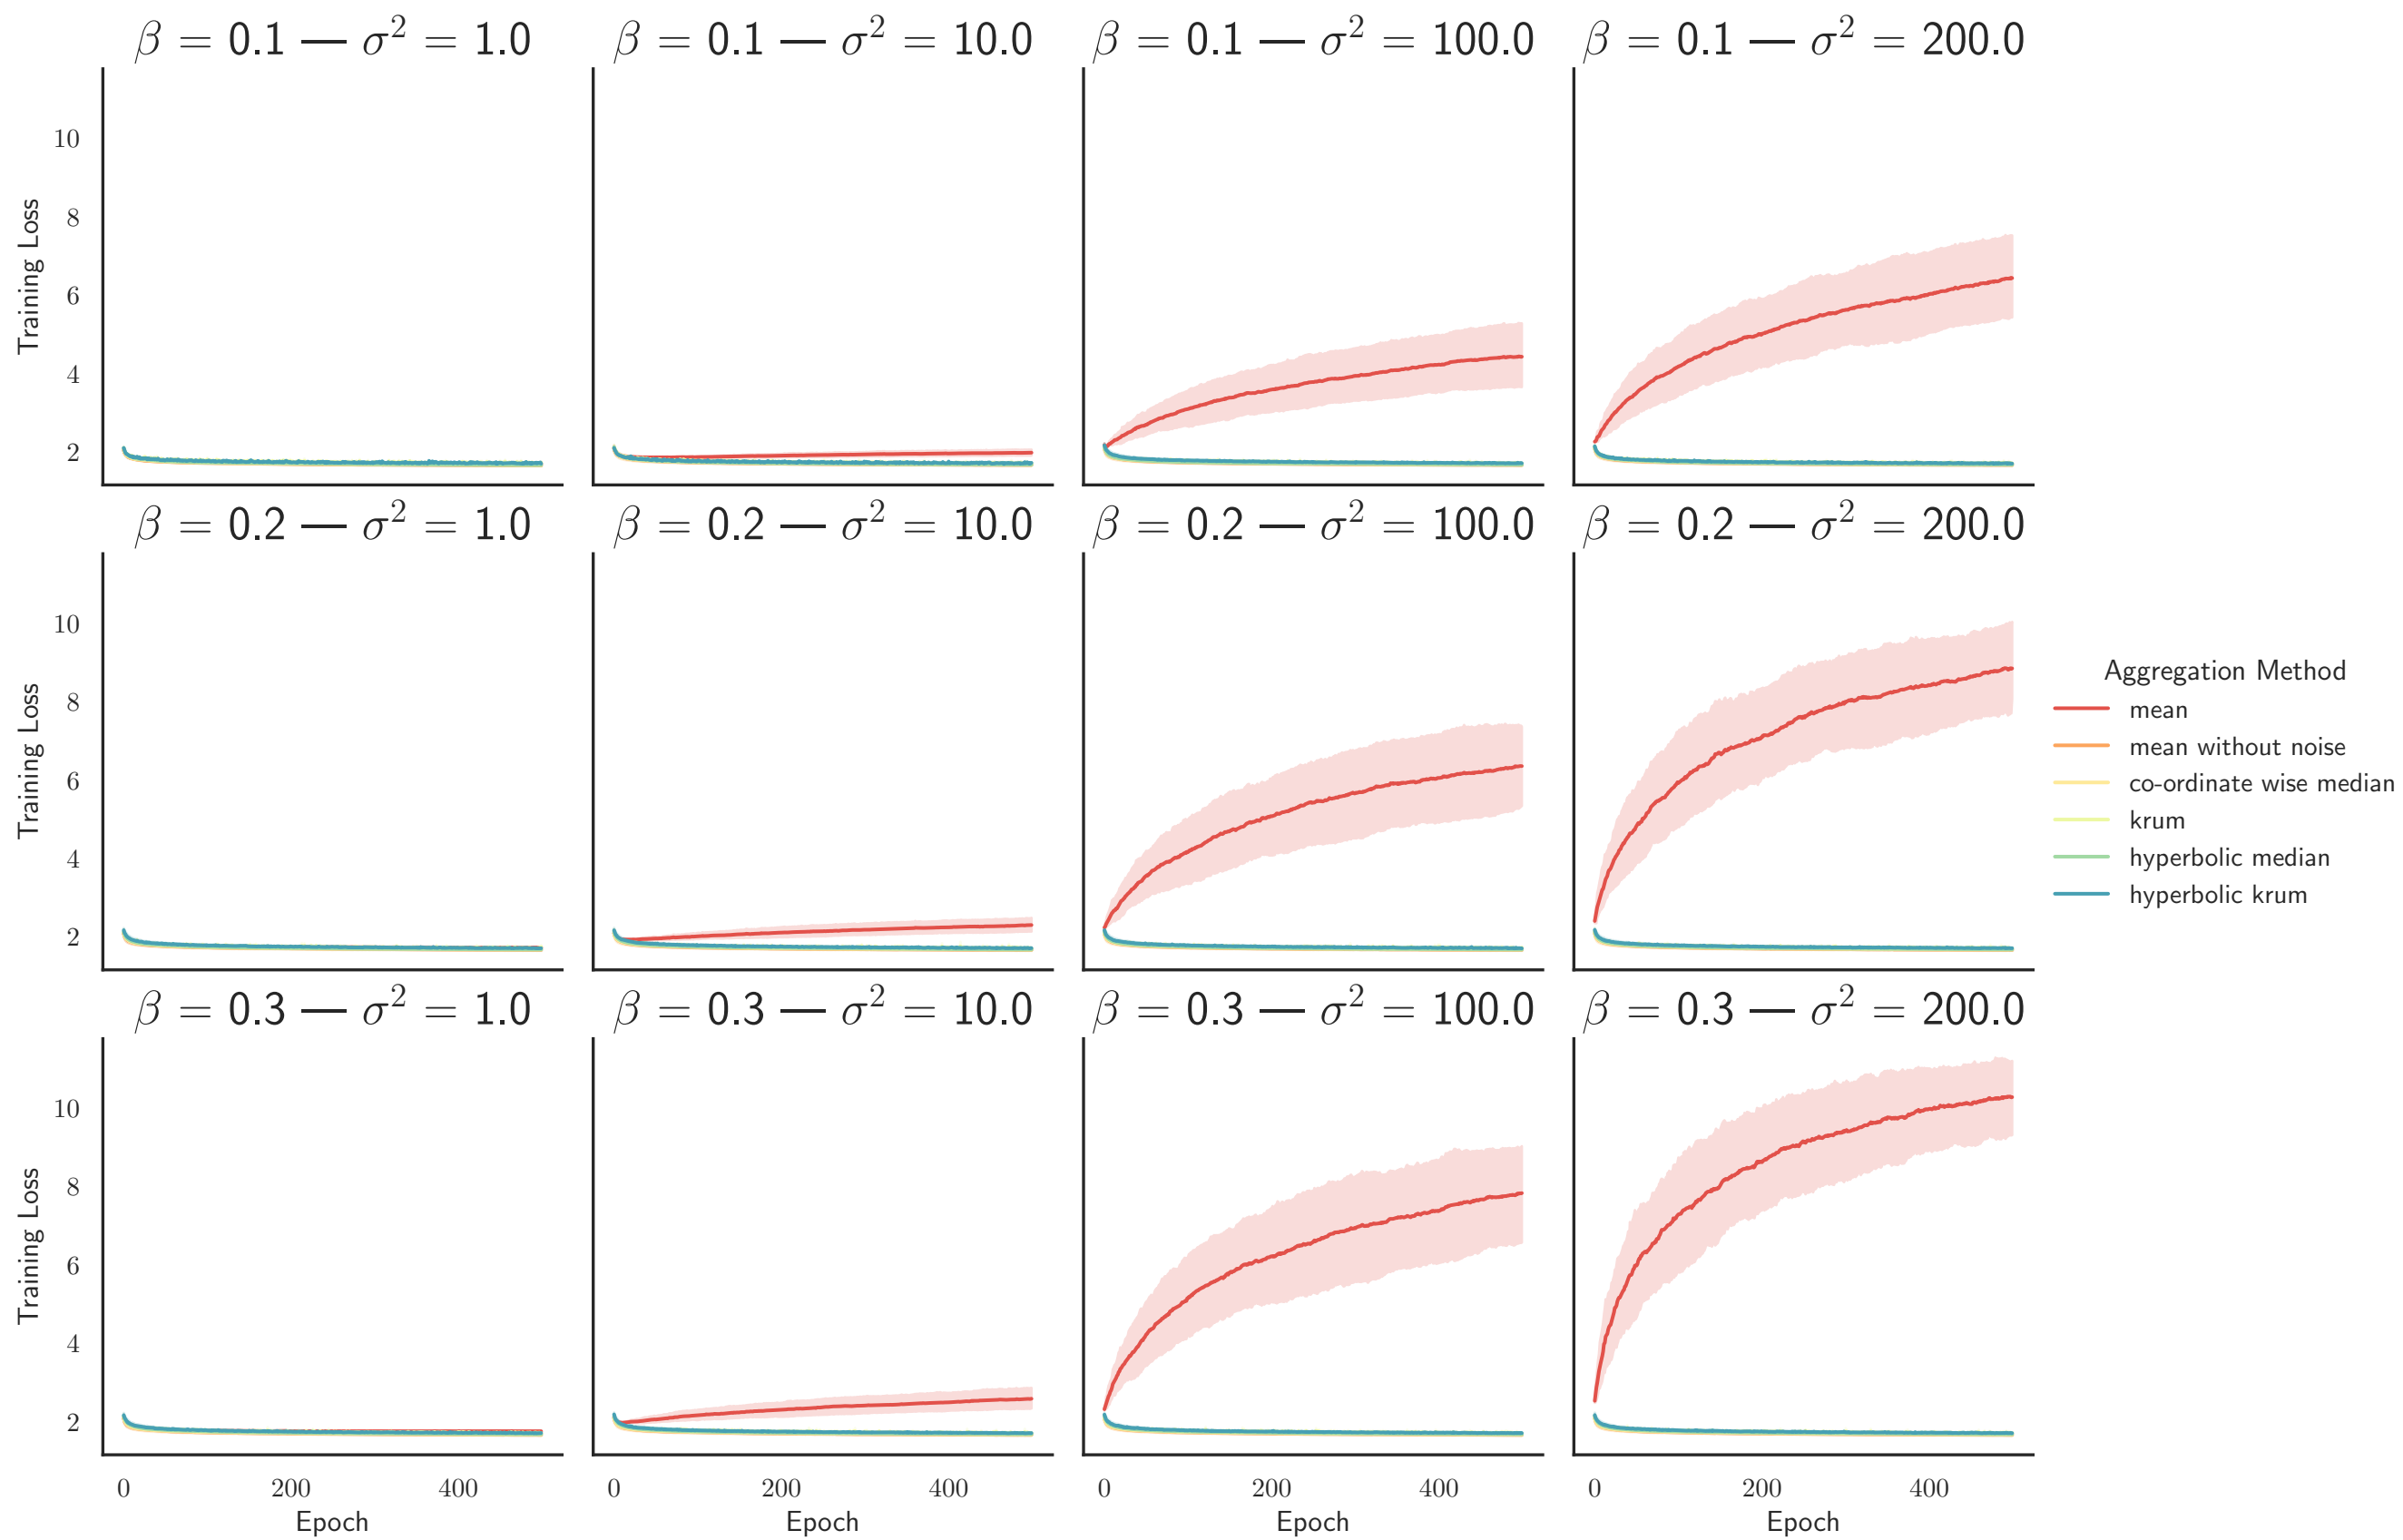 β = 0.1 — σ² = 1.0
β = 0.1 — σ² = 10.0
β = 0.1 — σ² = 100.0
β = 0.1 — σ² = 200.0
Training Loss
10
8
6
4
2
β = 0.2 — σ² = 1.0
β = 0.2 — σ² = 10.0
β = 0.2 — σ² = 100.0
β = 0.2 — σ² = 200.0
Training Loss
10
8
6
4
2
β = 0.3 — σ² = 1.0
β = 0.3 — σ² = 10.0
β = 0.3 — σ² = 100.0
β = 0.3 — σ² = 200.0
Training Loss
10
8
6
4
2
0 200 400
Epoch
0 200 400
Epoch
0 200 400
Epoch
0 200 400
Epoch
Aggregation Method
mean
mean without noise
co-ordinate wise median
krum
hyperbolic median
hyperbolic krum